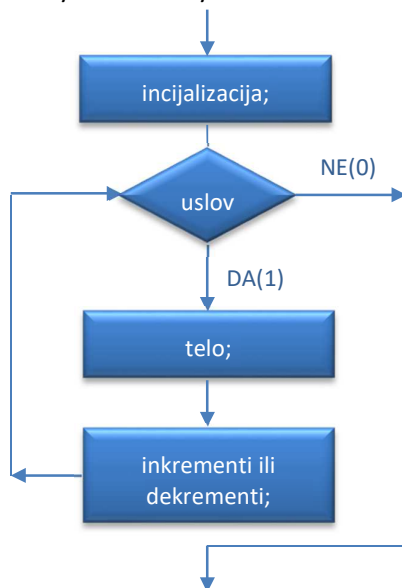 incijalizacija;
uslov
NE(0)
DA(1)
telo;
inkrementi ili
dekrementi;